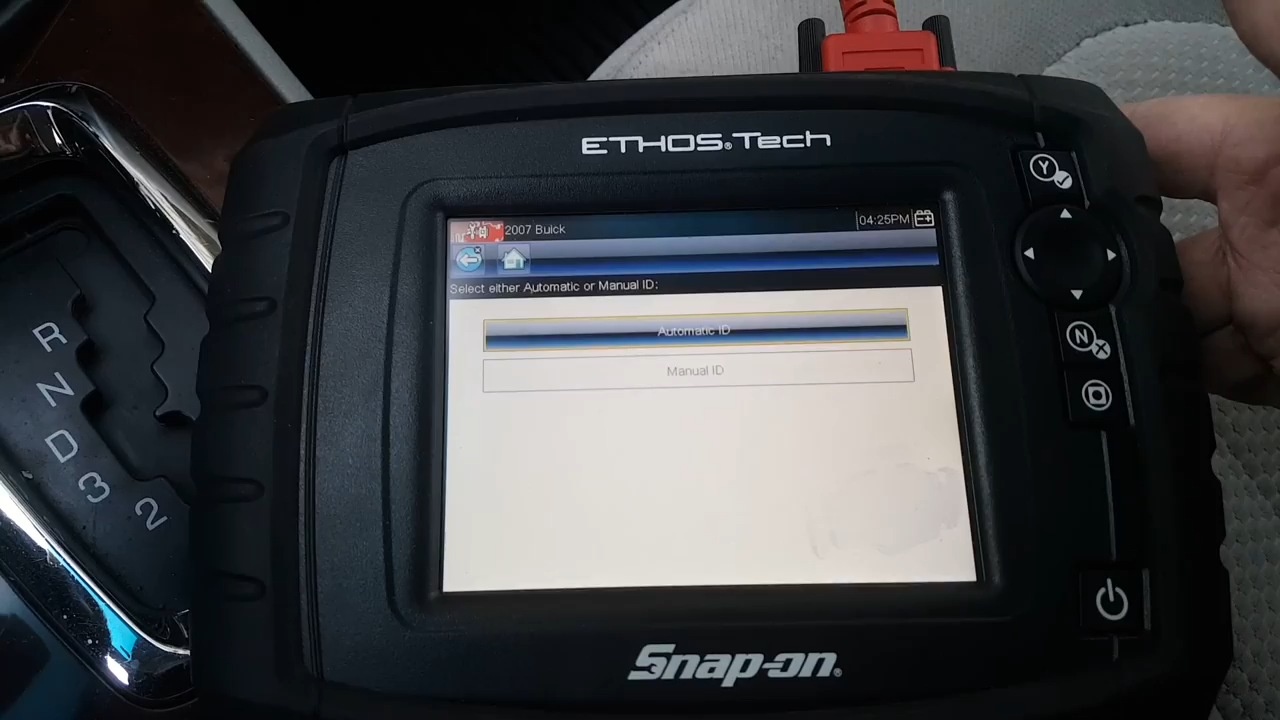 ETHOS® Tech
2007 Buick
04:25PM
Select either Automatic or Manual ID:
Automatic ID
Manual ID
Y
N
R
N
D
3
2
Snap-on®